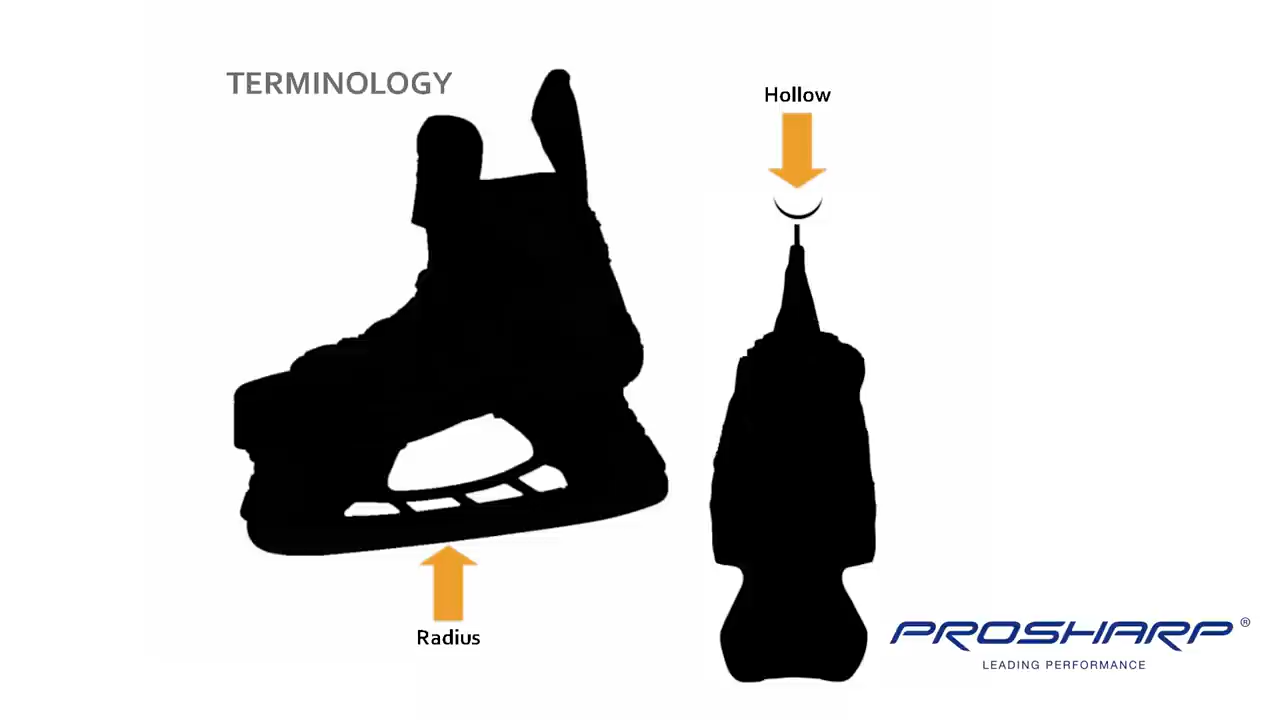 TERMINOLOGY
Hollow
Radius
PROSHARP®
LEADING PERFORMANCE